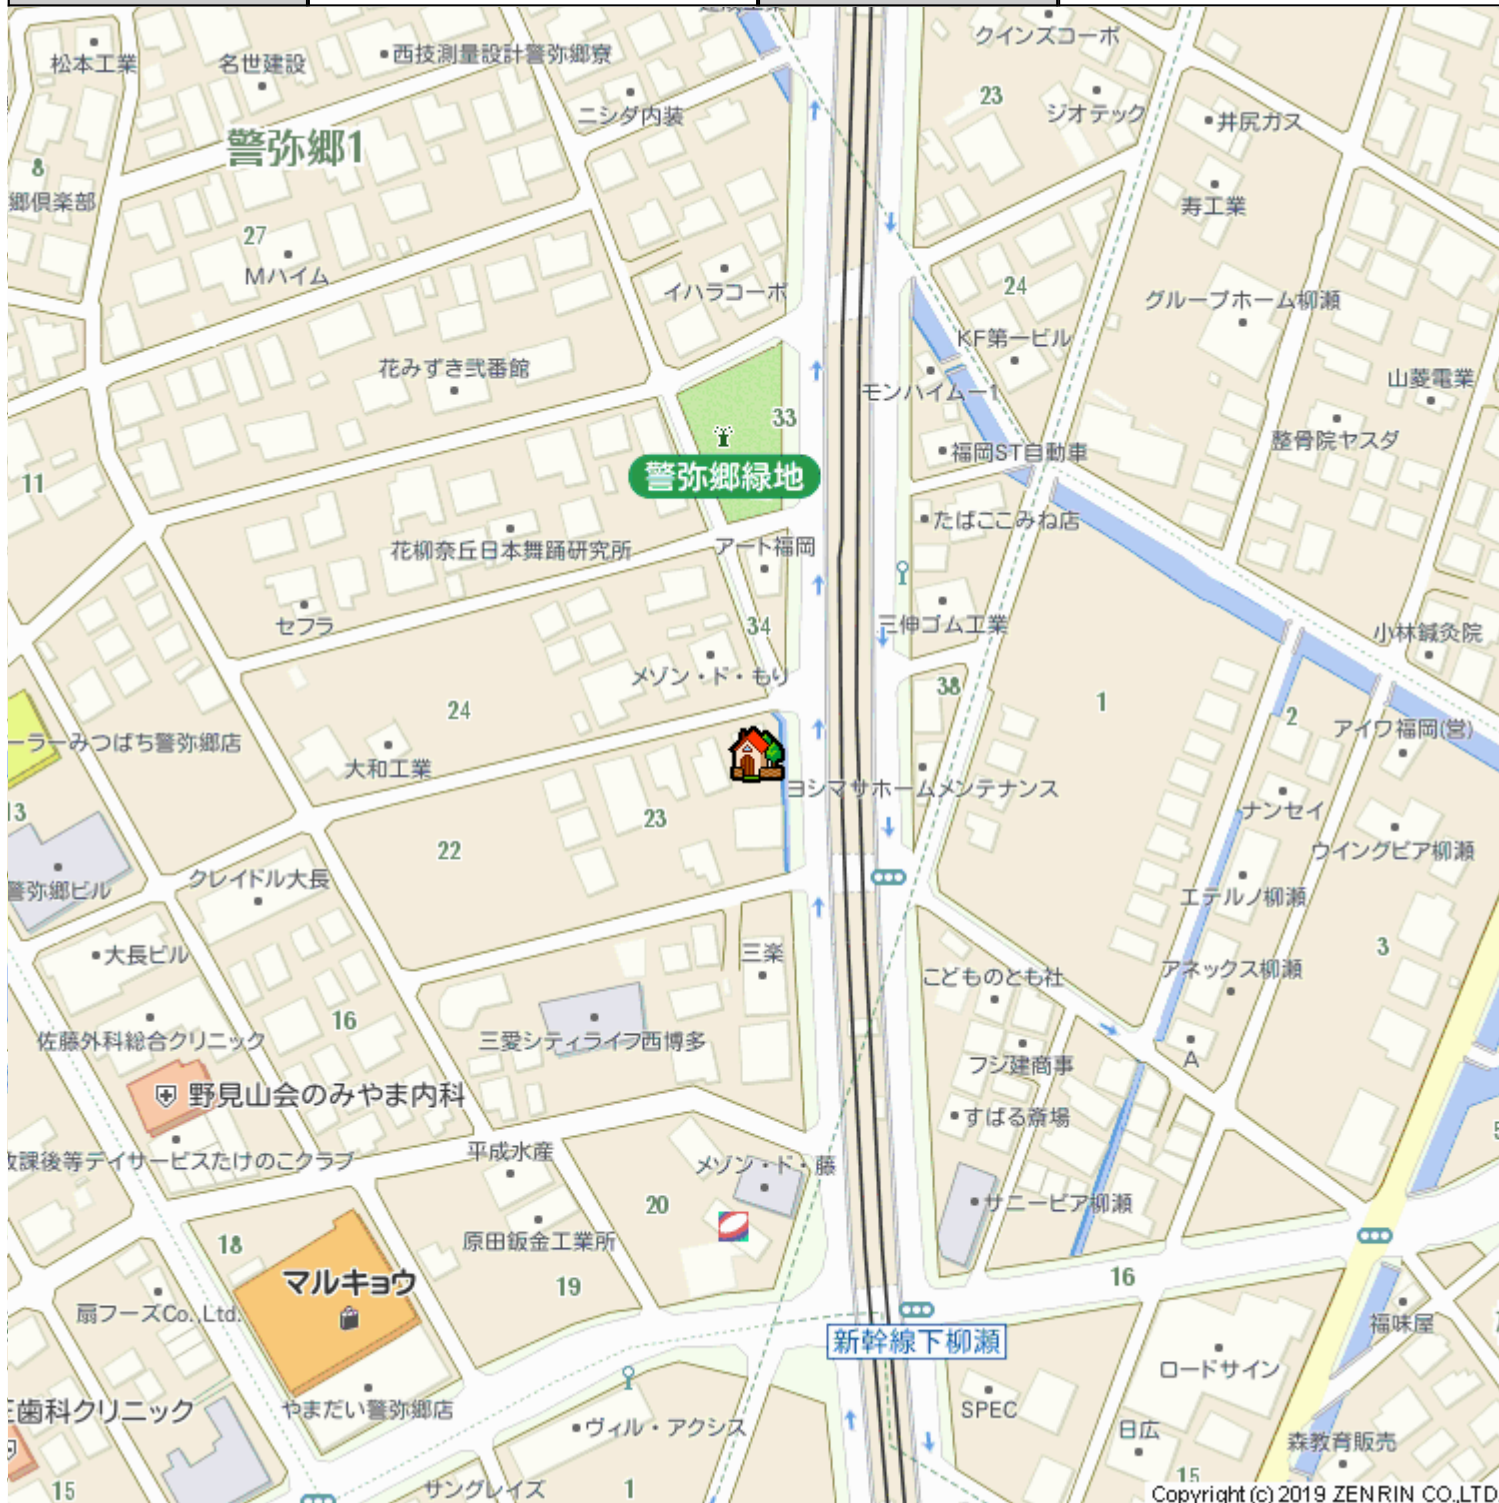 松本工業
名世建設
西技測量設計警弥郷寮
クインズコーポ
ニシダ内装
23
ジオテック
井尻ガス
警弥郷1
8
郷倶楽部
寿工業
27
Mハイム
イハラコーポ
24
グループホーム柳瀬
KF第一ビル
花みずき弐番館
モンハイムー1
山菱電業
33
整骨院ヤスダ
福岡ST自動車
警弥郷緑地
11
たばここみね店
花柳奈丘日本舞踊研究所
アート福岡
セフラ
34
三伸ゴム工業
小林鍼灸院
メゾン・ド・もり
38
24
1
2
アイワ福岡(営)
ーラーみつばち警弥郷店
大和工業
ヨシマサホームメンテナンス
ナンセイ
13
23
22
ウイングピア柳瀬
警弥郷ビル
クレイドル大長
エテルノ柳瀬
大長ビル
三楽
3
こどものとも社
アネックス柳瀬
16
佐藤外科総合クリニック
三愛シティライフ西博多
フジ建商事
A
野見山会のみやま内科
すばる斎場
放課後等デイサービスたけのこクラブ
平成水産
メゾン・ド・藤
20
サニーピア柳瀬
18
原田鈑金工業所
マルキョウ
19
16
扇フーズCo.,Ltd.
新幹線下柳瀬
福味屋
ロードサイン
歯科クリニック
やまだい警弥郷店
SPEC
ヴィル・アクシス
日広
森教育販売
15
サングレイズ
1
15
Copyright (c) 2019 ZENRIN CO.,LTD